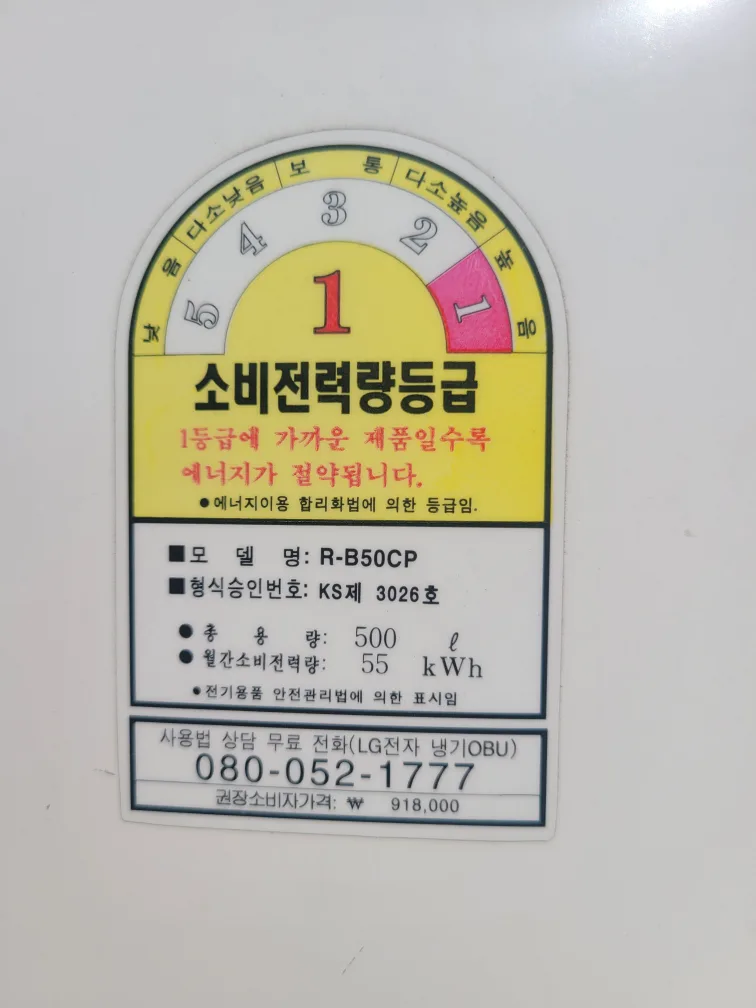 낮음 다소낮음 보통 다소높음 높음
5 4 3 2 1
1
소비전력량등급
1등급에 가까운 제품일수록
에너지가 절약됩니다.
●에너지이용 합리화법에 의한 등급임.
■모 델 명: R-B50CP
■형식승인번호: KS제 3026호
● 총 용 량: 500 ℓ
● 월간소비전력량: 55 kWh
●전기용품 안전관리법에 의한 표시임
사용법 상담 무료 전화(LG전자 냉기OBU)
080-052-1777
권장소비자가격: ₩ 918,000